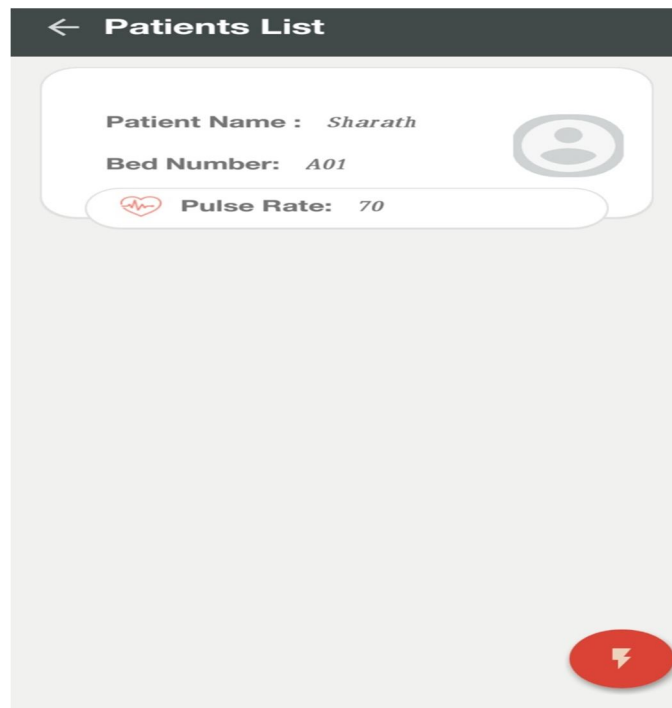 Patients List
Patient Name : Sharath
Bed Number: A01
Pulse Rate: 70